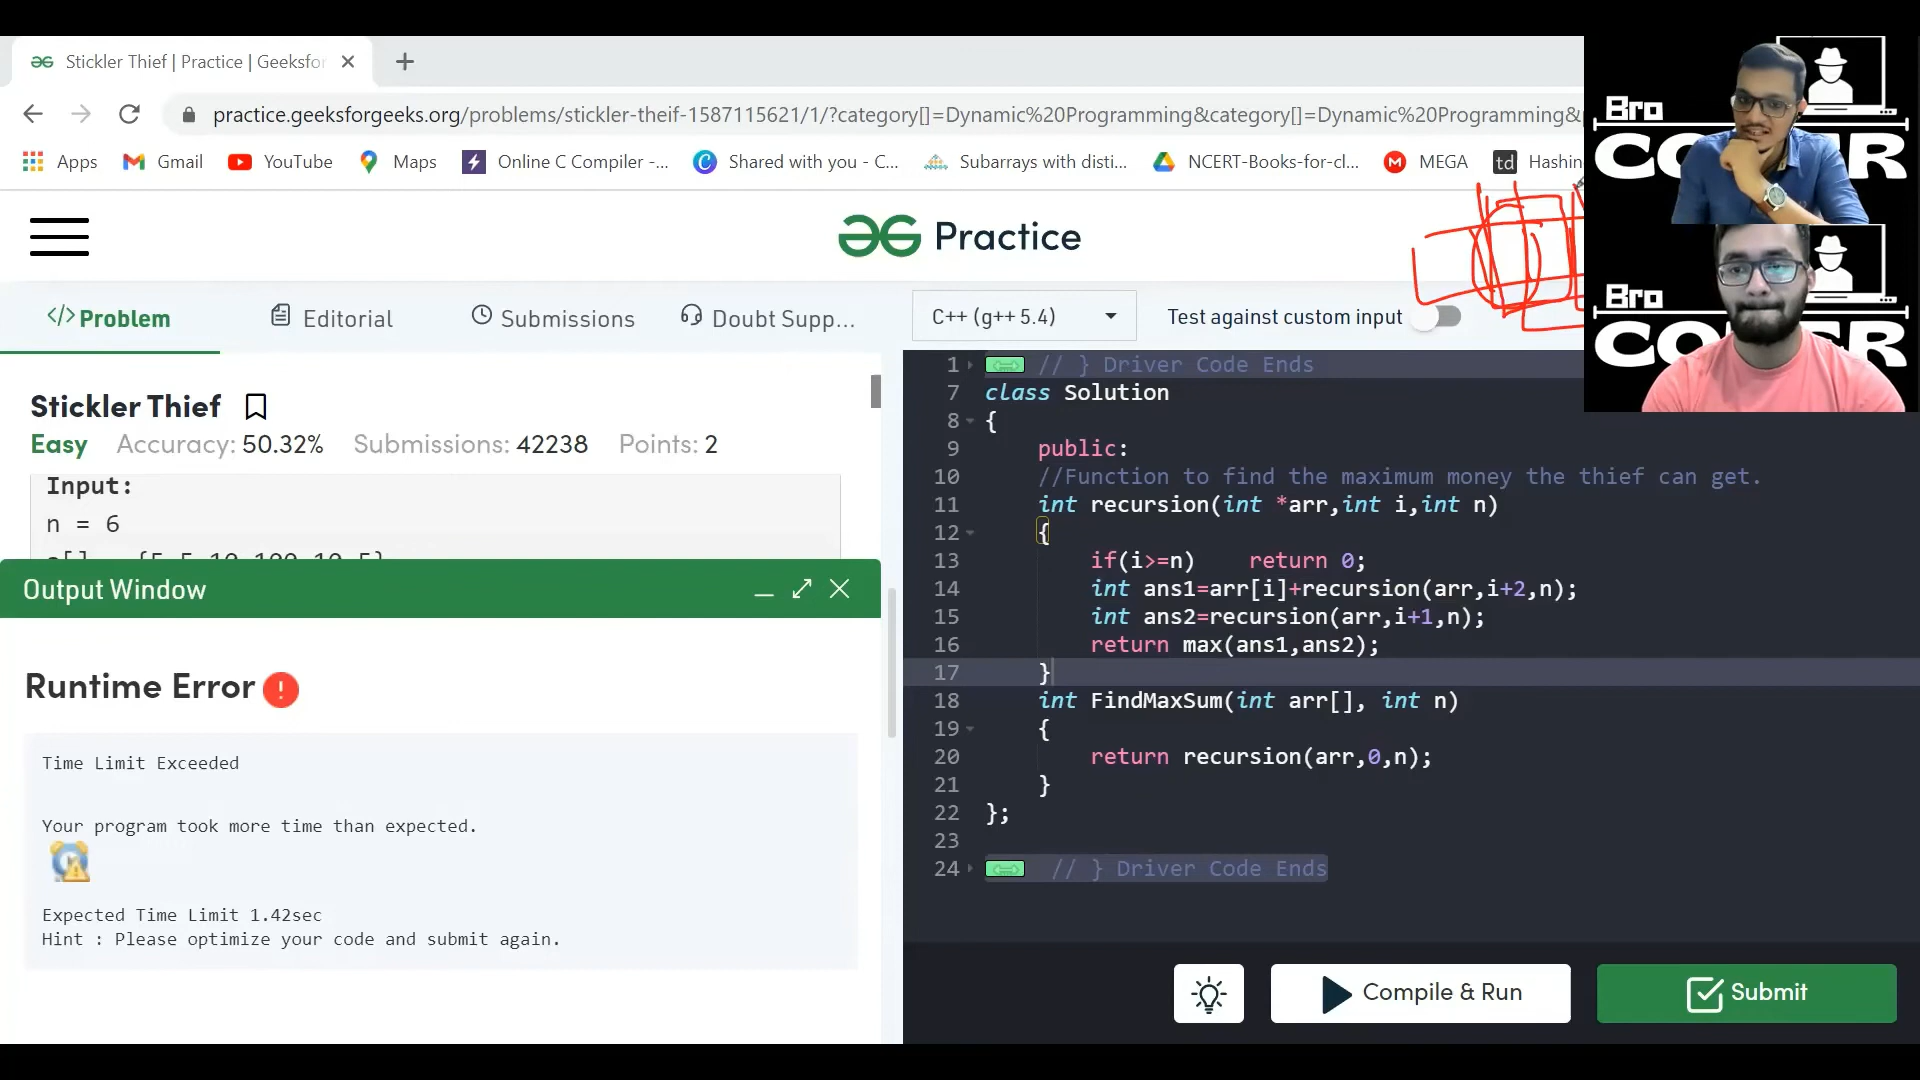 Stickler Thief | Practice | Geeksfor
practice.geeksforgeeks.org/problems/stickler-theif-1587115621/1/?category[]=Dynamic%20Programming&category[]=Dynamic%20Programming&
Apps Gmail YouTube Maps Online C Compiler -... Shared with you - C... Subarrays with disti... NCERT-Books-for-cl... MEGA td Hashin
Bro
CODER
Bro
CODER
Practice
</>Problem Editorial Submissions Doubt Supp...
C++ (g++ 5.4) Test against custom input
Stickler Thief
Easy Accuracy: 50.32% Submissions: 42238 Points: 2
Input:
n = 6
Output Window
Runtime Error !
Time Limit Exceeded
Your program took more time than expected.
Expected Time Limit 1.42sec
Hint : Please optimize your code and submit again.
1 // } Driver Code Ends
7 class Solution
8 {
9 public:
10 //Function to find the maximum money the thief can get.
11 int recursion(int *arr,int i,int n)
12 {
13 if(i>=n) return 0;
14 int ans1=arr[i]+recursion(arr,i+2,n);
15 int ans2=recursion(arr,i+1,n);
16 return max(ans1,ans2);
17 }
18 int FindMaxSum(int arr[], int n)
19 {
20 return recursion(arr,0,n);
21 }
22 };
23
24 // } Driver Code Ends
Compile & Run Submit